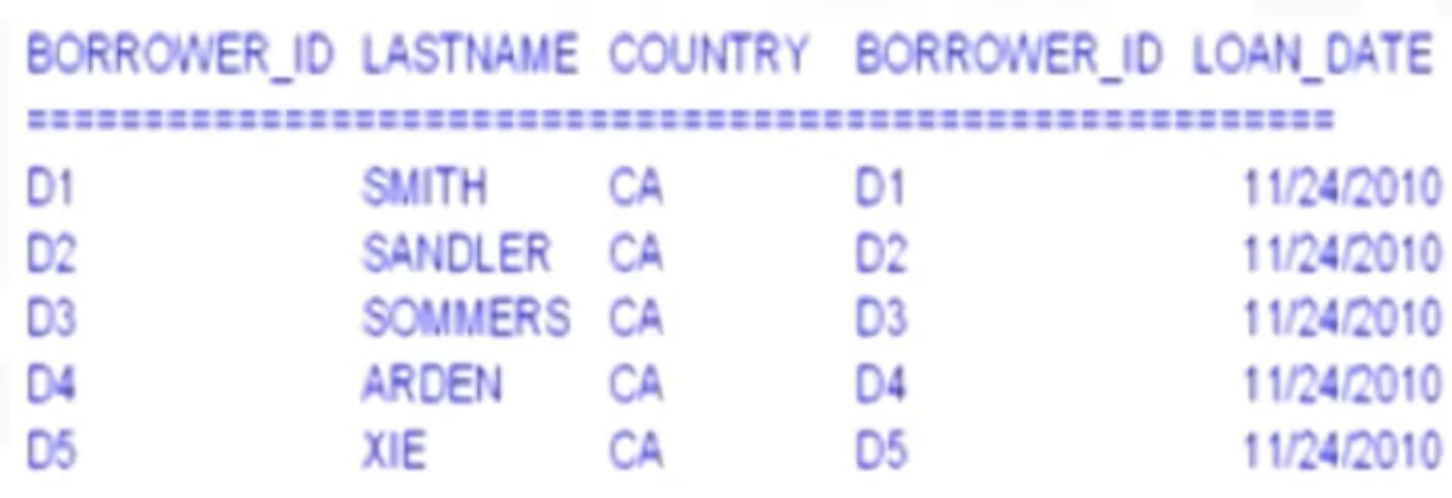 BORROWER_ID LASTNAME COUNTRY BORROWER_ID LOAN_DATE
========================================================
D1 SMITH CA D1 11/24/2010
D2 SANDLER CA D2 11/24/2010
D3 SOMMERS CA D3 11/24/2010
D4 ARDEN CA D4 11/24/2010
D5 XIE CA D5 11/24/2010